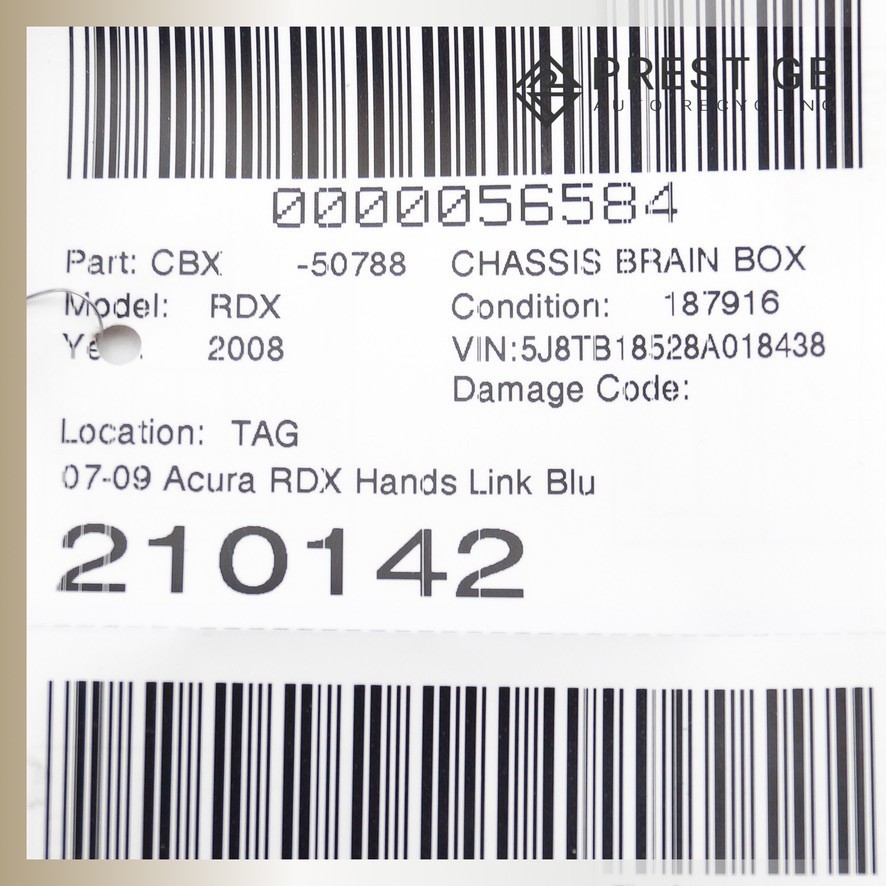 PRESTIGE
AUTO RECYCLING
0000056584
Part: CBX -50788 CHASSIS BRAIN BOX
Model: RDX Condition: 187916
2008 VIN:5J8TB18528A018438
Damage Code:
Location: TAG
07-09 Acura RDX Hands Link Blu
210142